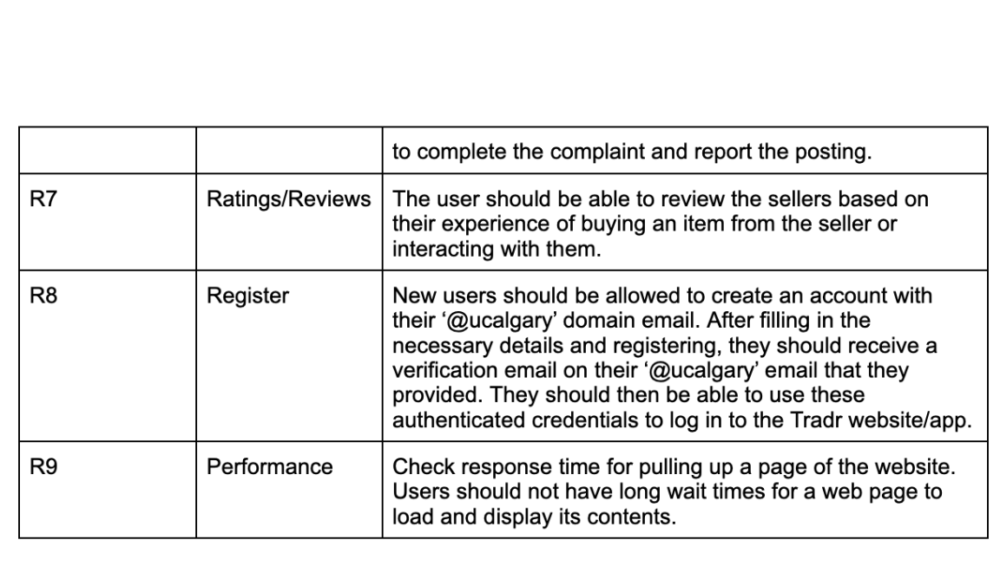 to complete the complaint and report the posting.
R7 Ratings/Reviews The user should be able to review the sellers based on
their experience of buying an item from the seller or
interacting with them.
R8 Register New users should be allowed to create an account with
their ‘@ucalgary’ domain email. After filling in the
necessary details and registering, they should receive a
verification email on their ‘@ucalgary’ email that they
provided. They should then be able to use these
authenticated credentials to log in to the Tradr website/app.
R9 Performance Check response time for pulling up a page of the website.
Users should not have long wait times for a web page to
load and display its contents.